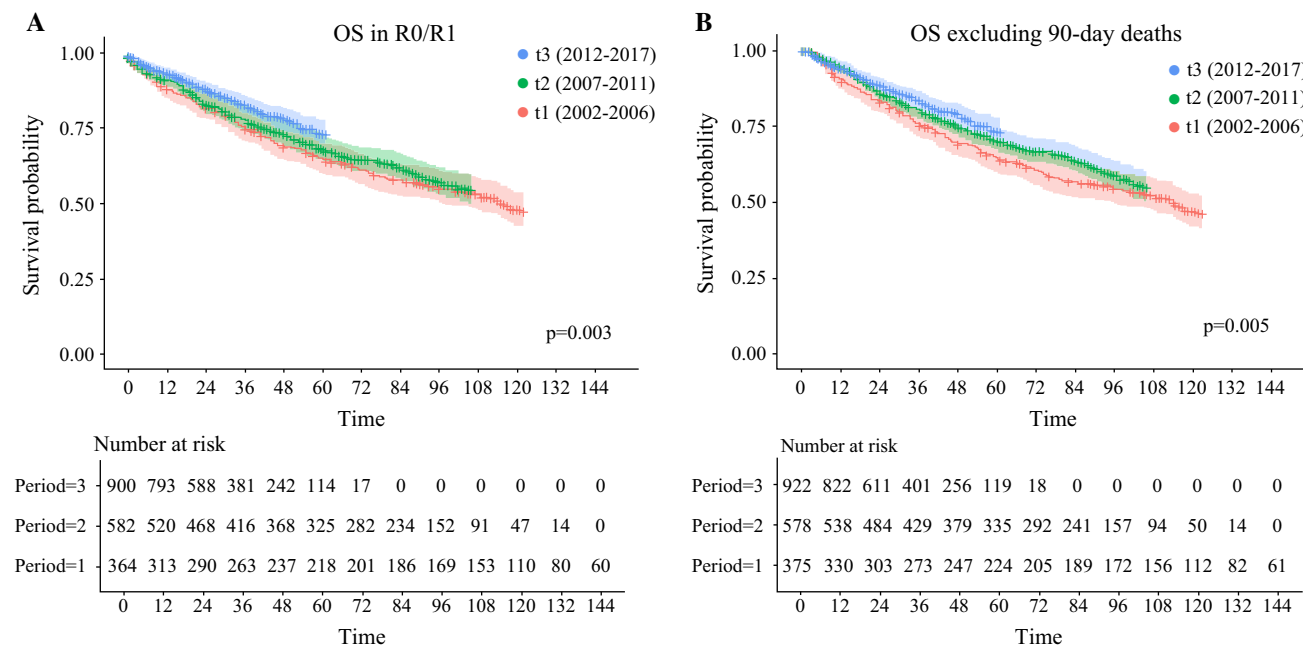 A
OS in R0/R1
t3 (2012-2017)
t2 (2007-2011)
t1 (2002-2006)
1.00
0.75
0.50
0.25
0.00
Survival probability
p=0.003
0 12 24 36 48 60 72 84 96 108 120 132 144
Time
Number at risk
Period=3 900 793 588 381 242 114 17 0 0 0 0 0 0
Period=2 582 520 468 416 368 325 282 234 152 91 47 14 0
Period=1 364 313 290 263 237 218 201 186 169 153 110 80 60
0 12 24 36 48 60 72 84 96 108 120 132 144
Time
B
OS excluding 90-day deaths
t3 (2012-2017)
t2 (2007-2011)
t1 (2002-2006)
1.00
0.75
0.50
0.25
0.00
Survival probability
p=0.005
0 12 24 36 48 60 72 84 96 108 120 132 144
Time
Number at risk
Period=3 922 822 611 401 256 119 18 0 0 0 0 0 0
Period=2 578 538 484 429 379 335 292 241 157 94 50 14 0
Period=1 375 330 303 273 247 224 205 189 172 156 112 82 61
0 12 24 36 48 60 72 84 96 108 120 132 144
Time